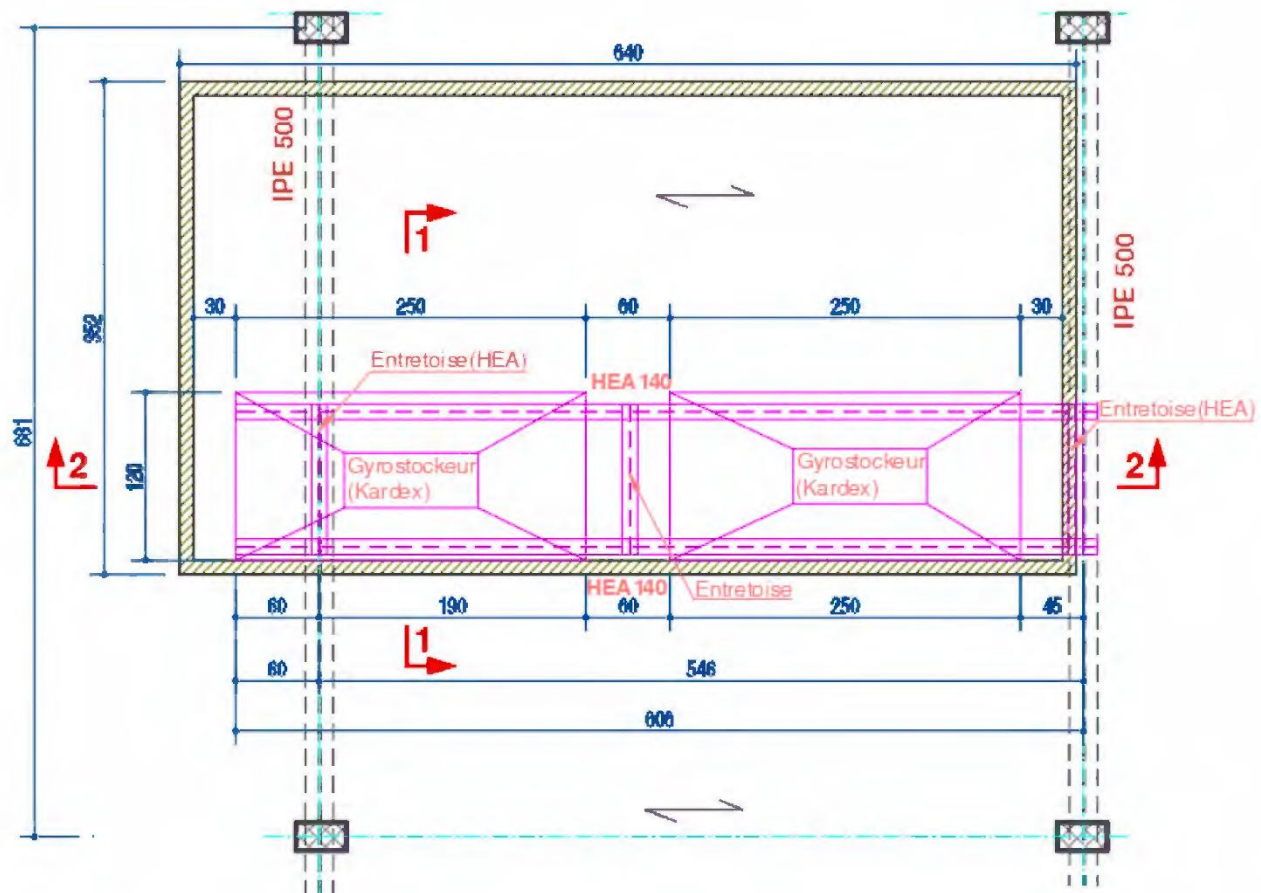 640
IPE 500
1
IPE 500
30
250
60
250
30
352
681
Entretoise(HEA)
HEA 140
Entretoise(HEA)
2
120
Gyrostockeur
(Kardex)
Gyrostockeur
(Kardex)
2
HEA 140
Entretoise
60
190
60
250
46
1
60
546
606